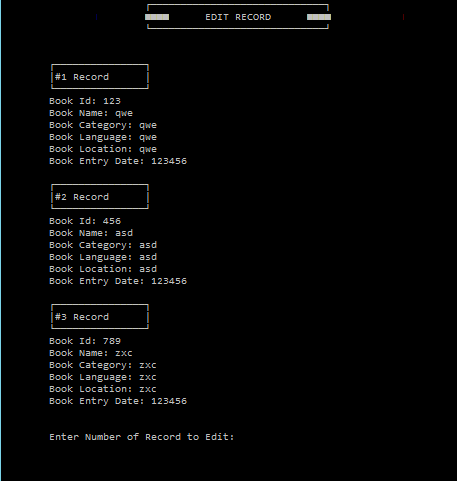 EDIT RECORD
#1 Record
Book Id: 123
Book Name: qwe
Book Category: qwe
Book Language: qwe
Book Location: qwe
Book Entry Date: 123456
#2 Record
Book Id: 456
Book Name: asd
Book Category: asd
Book Language: asd
Book Location: asd
Book Entry Date: 123456
#3 Record
Book Id: 789
Book Name: zxc
Book Category: zxc
Book Language: zxc
Book Location: zxc
Book Entry Date: 123456
Enter Number of Record to Edit: